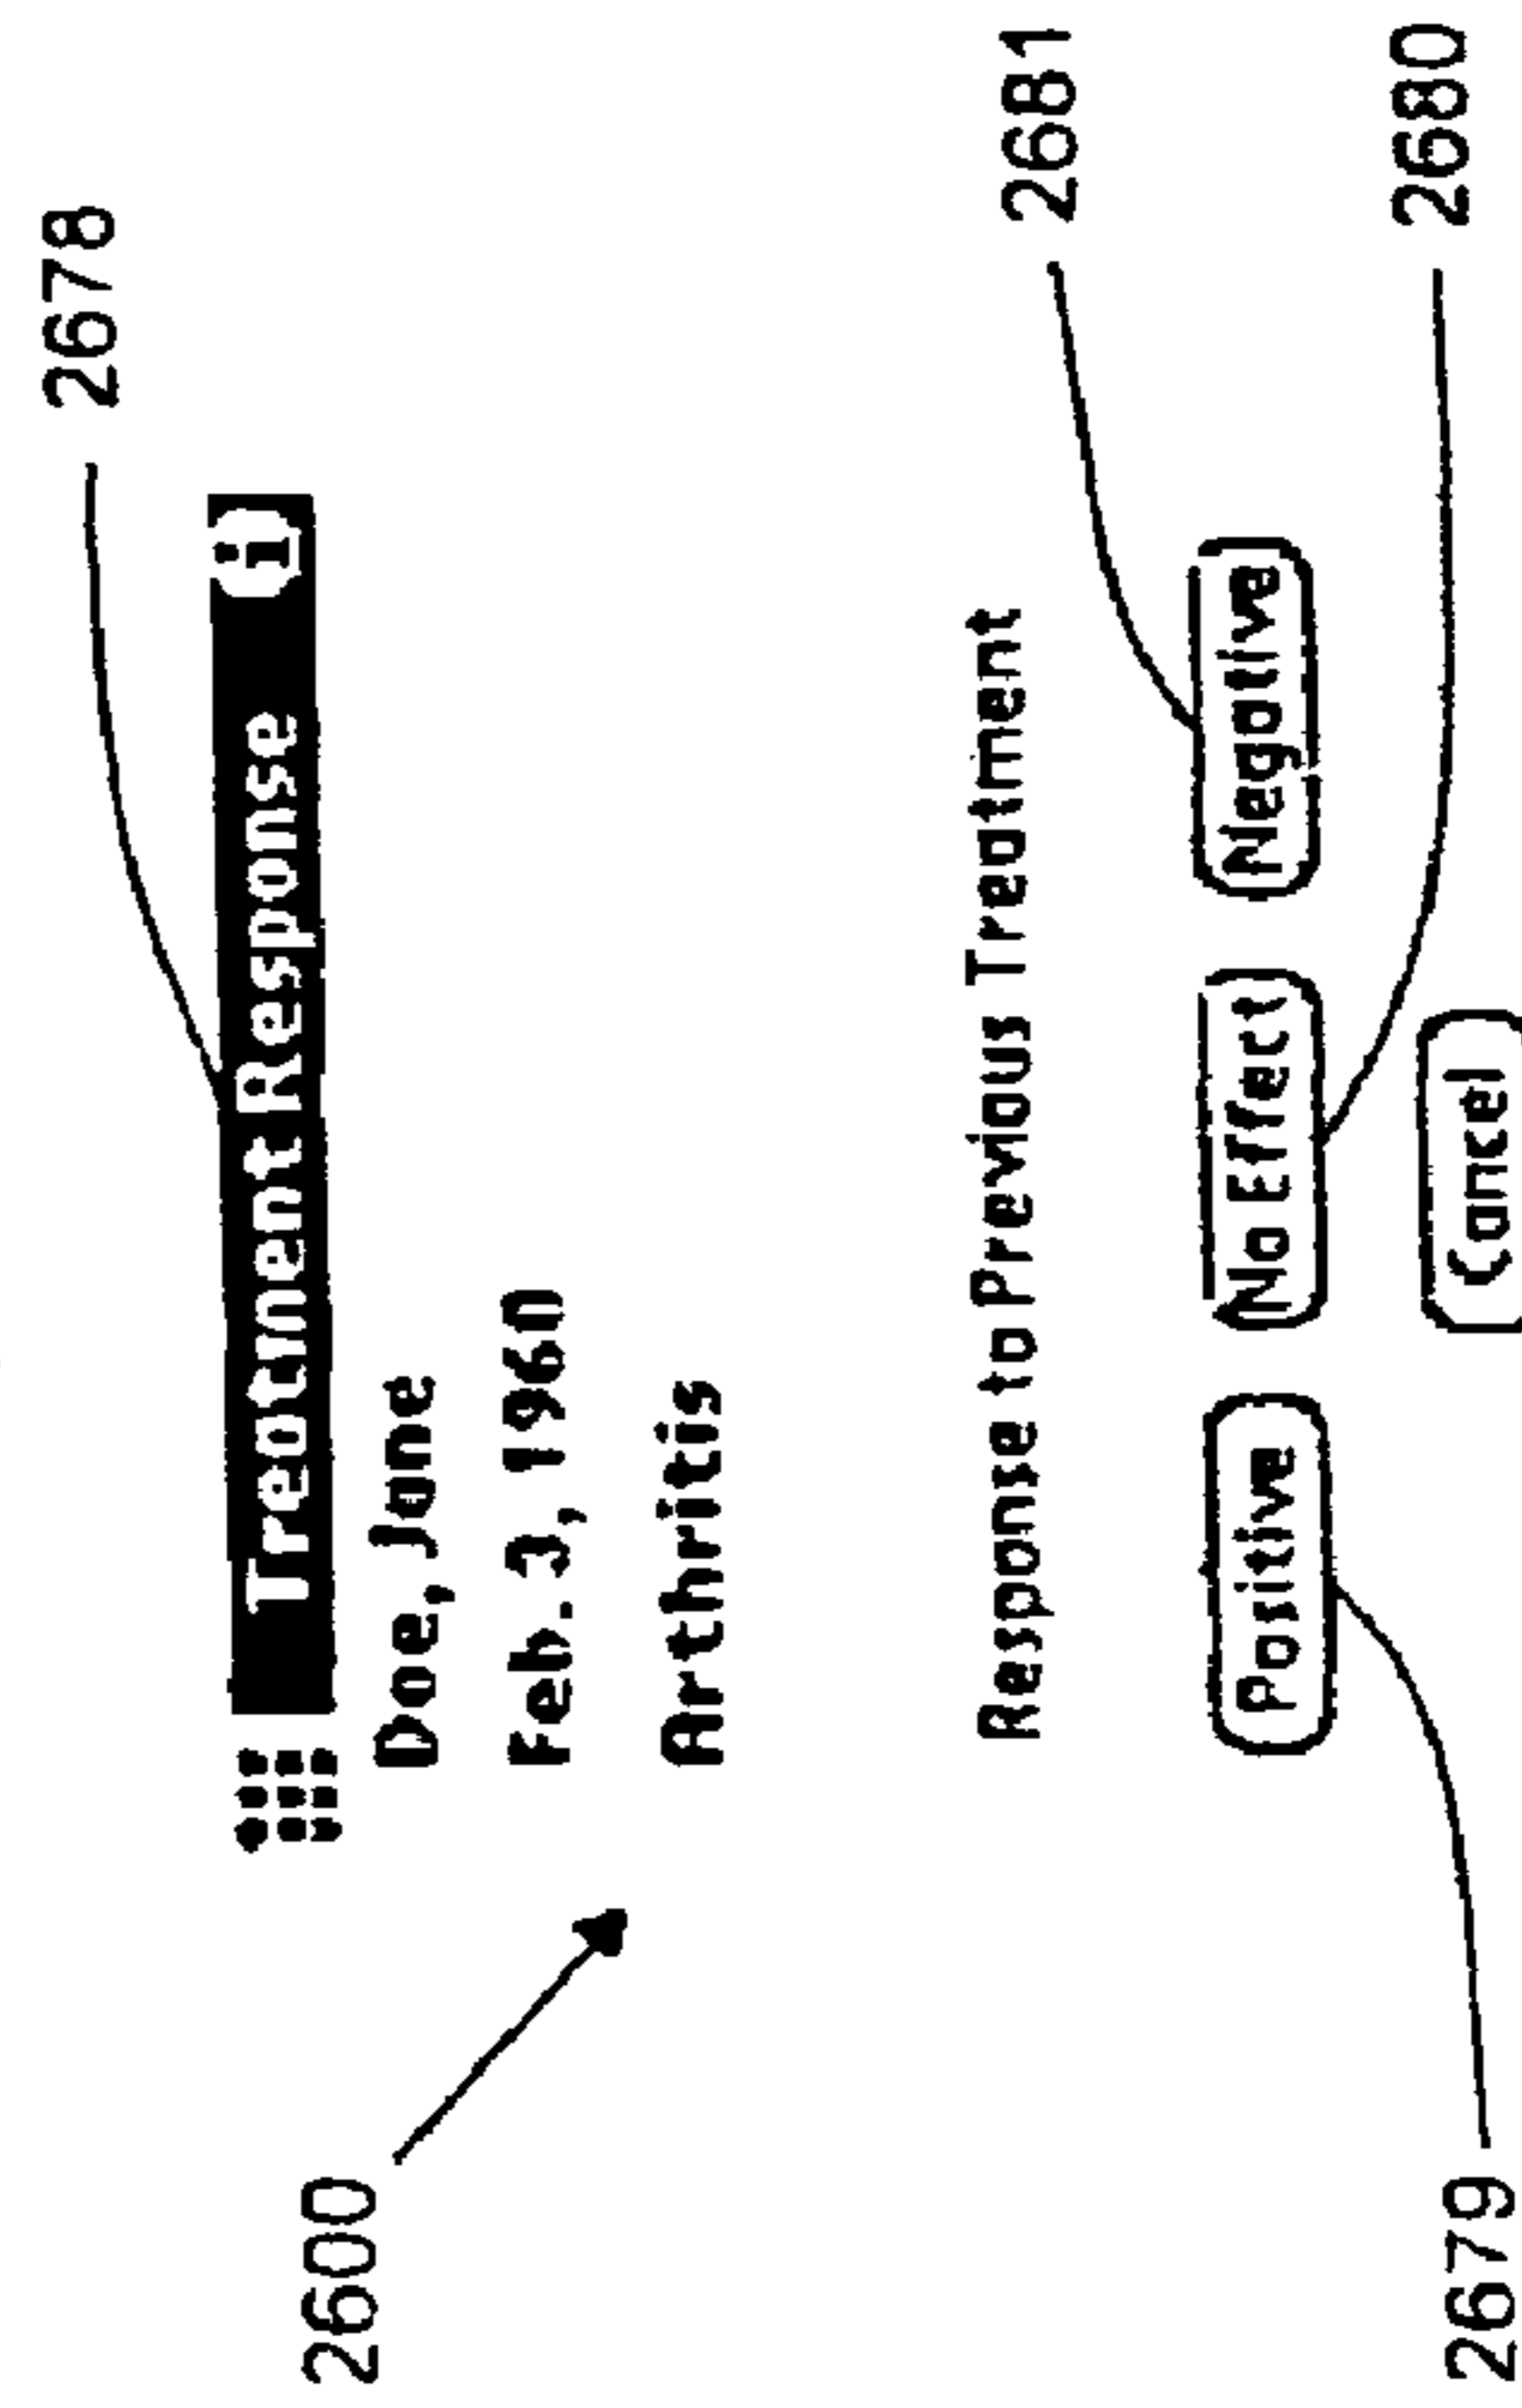 2678
Treatment Response (i)
2600
Doe, Jane
Feb. 3, 1960
Arthritis
Response to Previous Treatment
2681
Positive No Effect Negative
2679 2680
Cancel